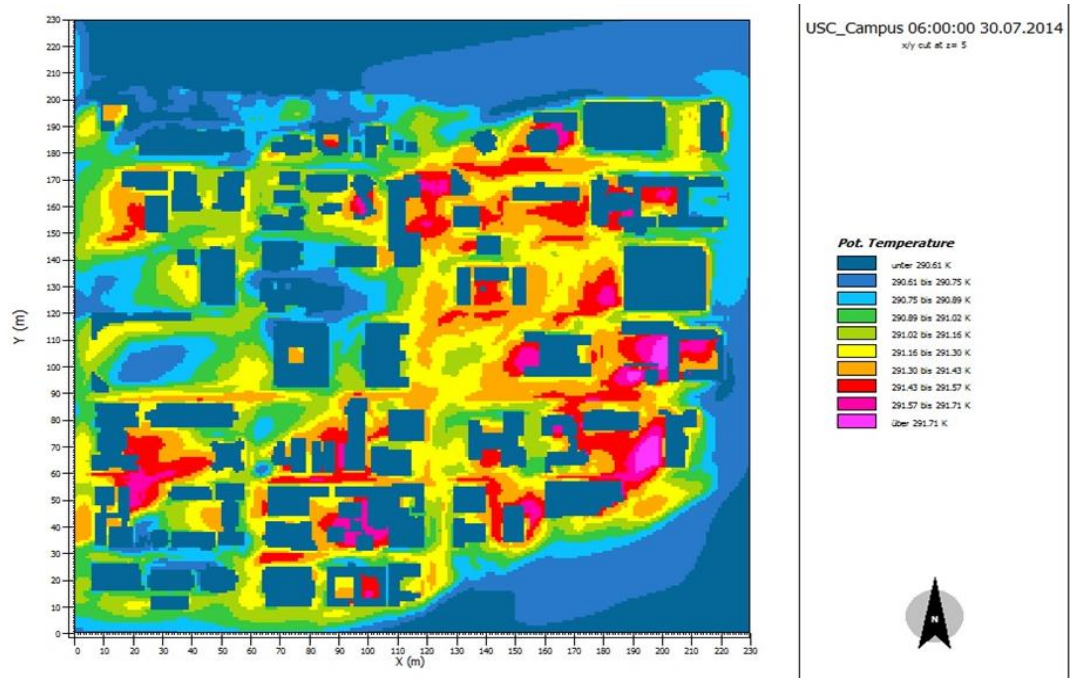 USC_Campus 06:00:00 30.07.2014
x/y cut at z= 5
Pot. Temperature
unter 290.61 K
290.61 bis 290.75 K
290.75 bis 290.89 K
290.89 bis 291.02 K
291.02 bis 291.16 K
291.16 bis 291.30 K
291.30 bis 291.43 K
291.43 bis 291.57 K
291.57 bis 291.71 K
über 291.71 K
N
Y (m)
230
220
210
200
190
180
170
160
150
140
130
120
110
100
90
80
70
60
50
40
30
20
10
0
0 10 20 30 40 50 60 70 80 90 100 110 120 130 140 150 160 170 180 190 200 210 220 230
X (m)